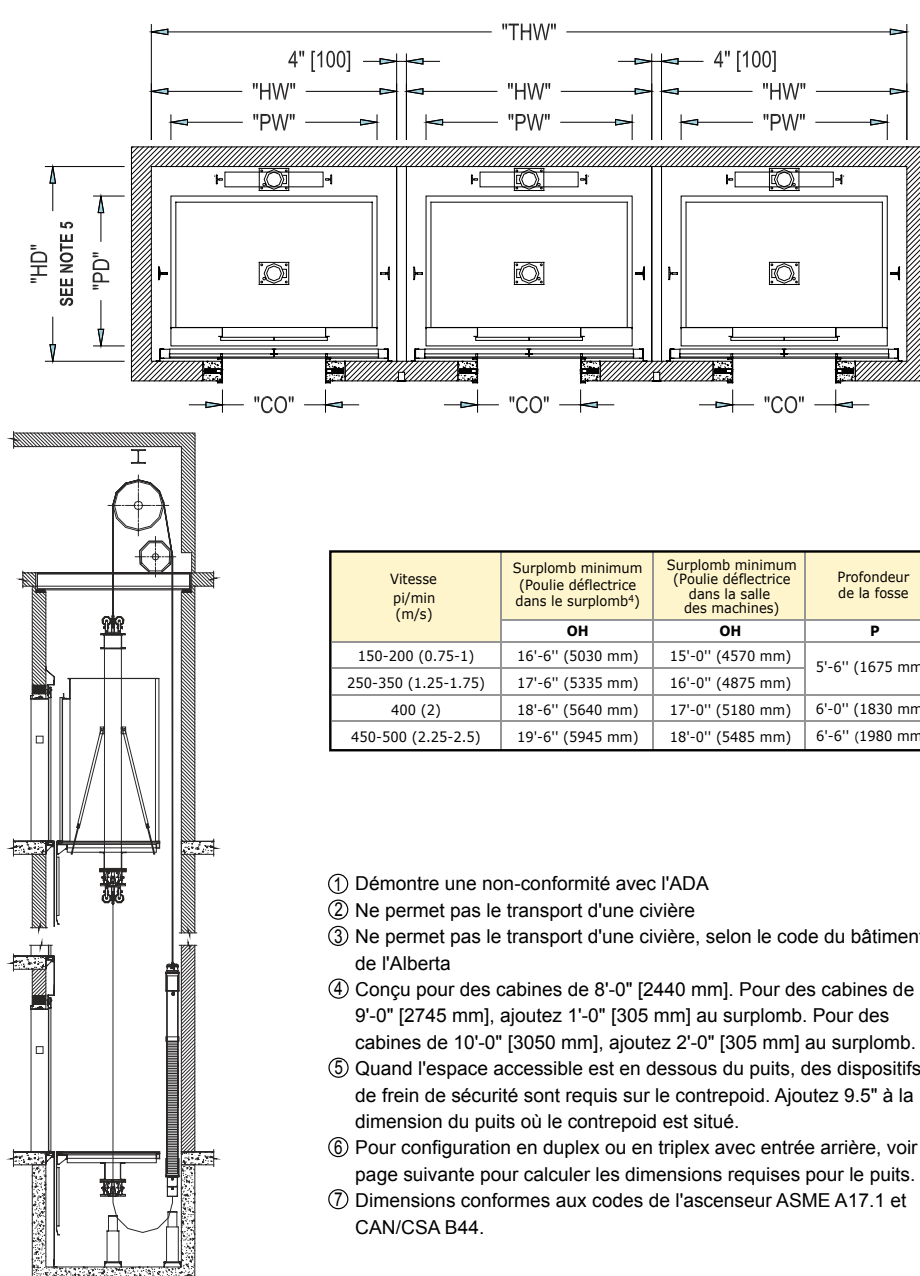 "THW"
4" [100]
4" [100]
"HW"
"HW"
"HW"
"PW"
"PW"
"PW"
"HD"
SEE NOTE 5
"PD"
"CO"
"CO"
"CO"
Vitesse
pi/min
(m/s)
Surplomb minimum
(Poulie déflectrice
dans le surplomb⁴)
Surplomb minimum
(Poulie déflectrice
dans la salle
des machines)
Profondeur
de la fosse
OH
OH
P
150-200 (0.75-1)
16'-6'' (5030 mm)
15'-0'' (4570 mm)
5'-6'' (1675 mm
250-350 (1.25-1.75)
17'-6'' (5335 mm)
16'-0'' (4875 mm)
400 (2)
18'-6'' (5640 mm)
17'-0'' (5180 mm)
6'-0'' (1830 mm
450-500 (2.25-2.5)
19'-6'' (5945 mm)
18'-0'' (5485 mm)
6'-6'' (1980 mm
① Démontre une non-conformité avec l'ADA
② Ne permet pas le transport d'une civière
③ Ne permet pas le transport d'une civière, selon le code du bâtiment
de l'Alberta
④ Conçu pour des cabines de 8'-0" [2440 mm]. Pour des cabines de
9'-0" [2745 mm], ajoutez 1'-0" [305 mm] au surplomb. Pour des
cabines de 10'-0" [3050 mm], ajoutez 2'-0" [305 mm] au surplomb.
⑤ Quand l'espace accessible est en dessous du puits, des dispositifs
de frein de sécurité sont requis sur le contrepoid. Ajoutez 9.5" à la
dimension du puits où le contrepoid est situé.
⑥ Pour configuration en duplex ou en triplex avec entrée arrière, voir
page suivante pour calculer les dimensions requises pour le puits.
⑦ Dimensions conformes aux codes de l'ascenseur ASME A17.1 et
CAN/CSA B44.